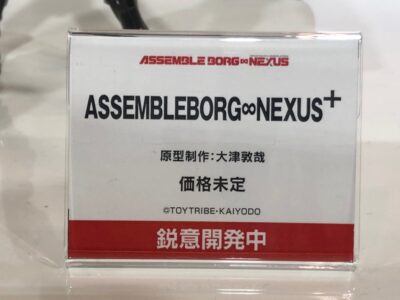 ASSEMBLE BORG∞NEXUS
ASSEMBLEBORG∞NEXUS+
原型制作:大津敦哉
価格未定
©TOYTRIBE・KAIYODO
鋭意開発中